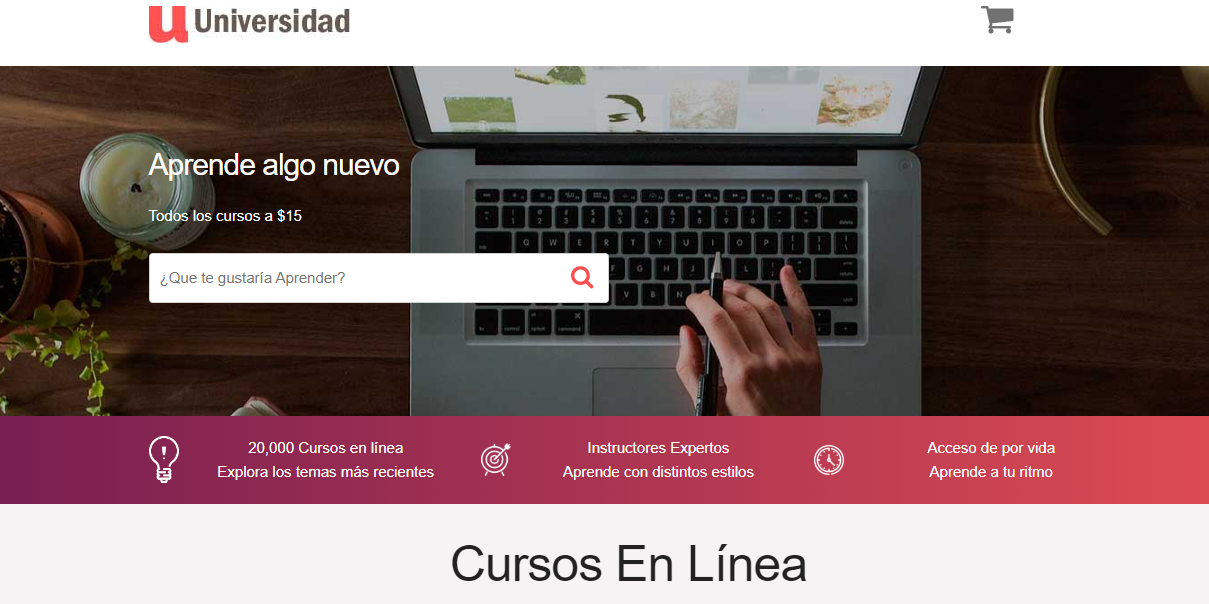 u Universidad
Aprende algo nuevo
Todos los cursos a $15
¿Que te gustaría Aprender?
20,000 Cursos en línea
Explora los temas más recientes
Instructores Expertos
Aprende con distintos estilos
Acceso de por vida
Aprende a tu ritmo
Cursos En Línea